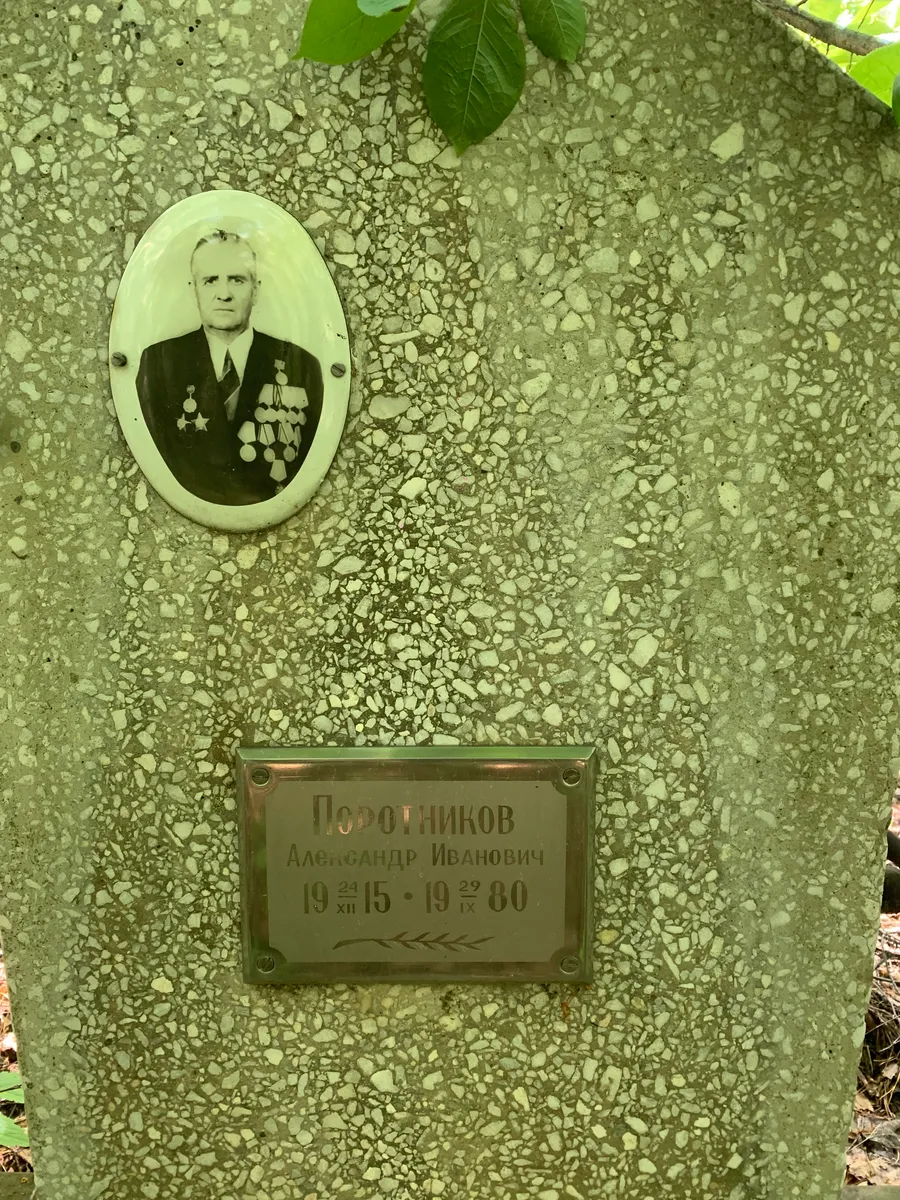 Поротников
Александр Иванович
19 24/XII 15 • 19 29/IX 80